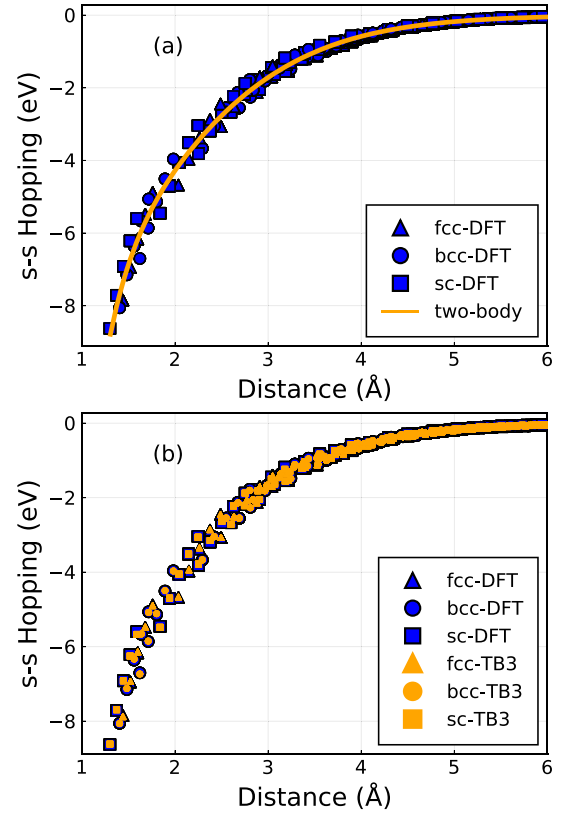 (a)
0
−2
−4
−6
−8
s-s Hopping (eV)
fcc-DFT
bcc-DFT
sc-DFT
two-body
1 2 3 4 5 6
Distance (Å)
(b)
0
−2
−4
−6
−8
s-s Hopping (eV)
fcc-DFT
bcc-DFT
sc-DFT
fcc-TB3
bcc-TB3
sc-TB3
1 2 3 4 5 6
Distance (Å)